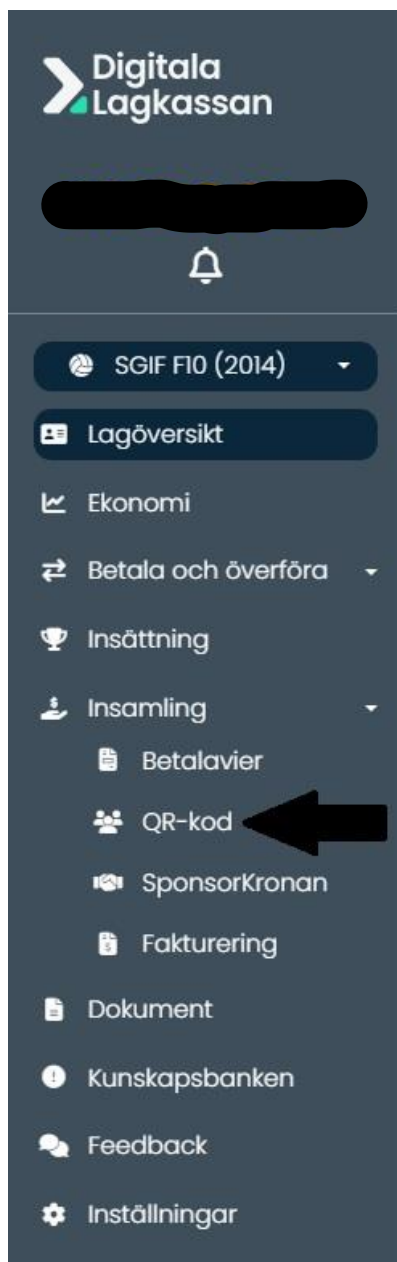 Digitala
Lagkassan
SGIF F10 (2014)
Lagöversikt
Ekonomi
Betala och överföra
Insättning
Insamling
Betalavier
QR-kod
SponsorKronan
Fakturering
Dokument
Kunskapsbanken
Feedback
Inställningar